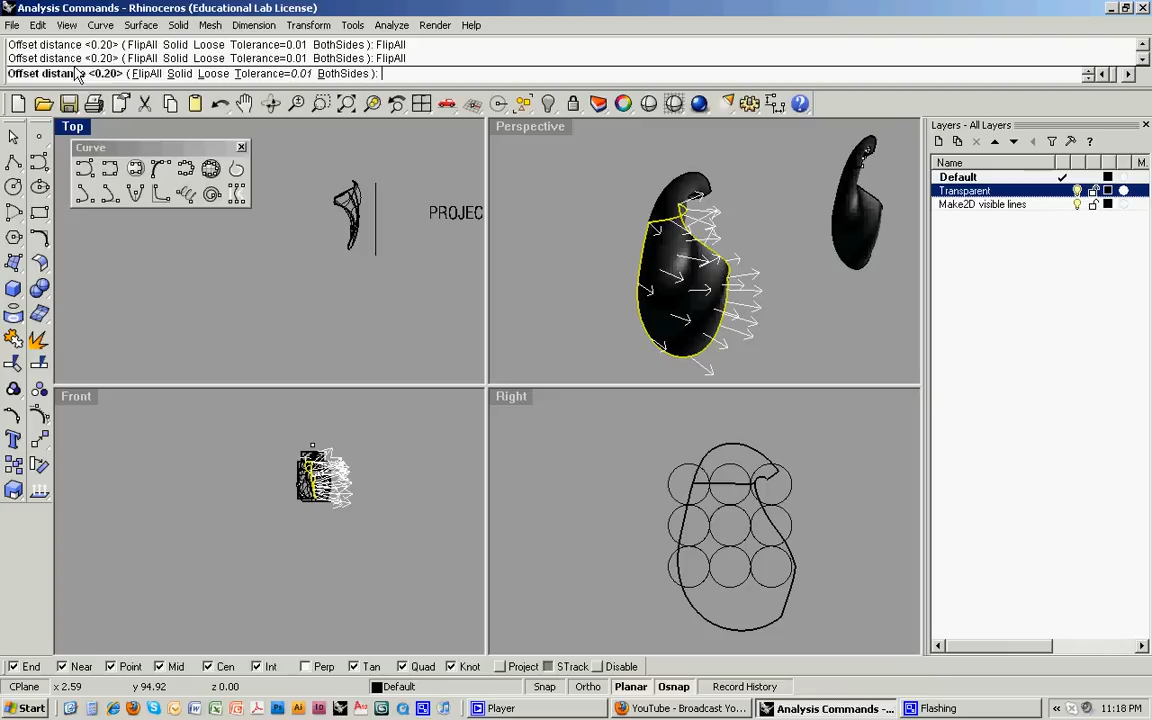 Analysis Commands - Rhinoceros (Educational Lab License)
File Edit View Curve Surface Solid Mesh Dimension Transform Tools Analyze Render Help
Offset distance <0.20> ( FlipAll Solid Loose Tolerance=0.01 BothSides ): FlipAll
Offset distance <0.20> ( FlipAll Solid Loose Tolerance=0.01 BothSides ): FlipAll
Offset distance <0.20> ( FlipAll Solid Loose Tolerance=0.01 BothSides ):
Top
Perspective
Layers - All Layers
Curve
Name M.
Default
Transparent
Make2D visible lines
PROJEC
Front
Right
End Near Point Mid Cen Int Perp Tan Quad Knot Project STrack Disable
CPlane x 2.59 y 94.92 z 0.00 Default Snap Ortho Planar Osnap Record History
Start Player YouTube - Broadcast Yo... Analysis Commands -... Flashing 11:18 PM